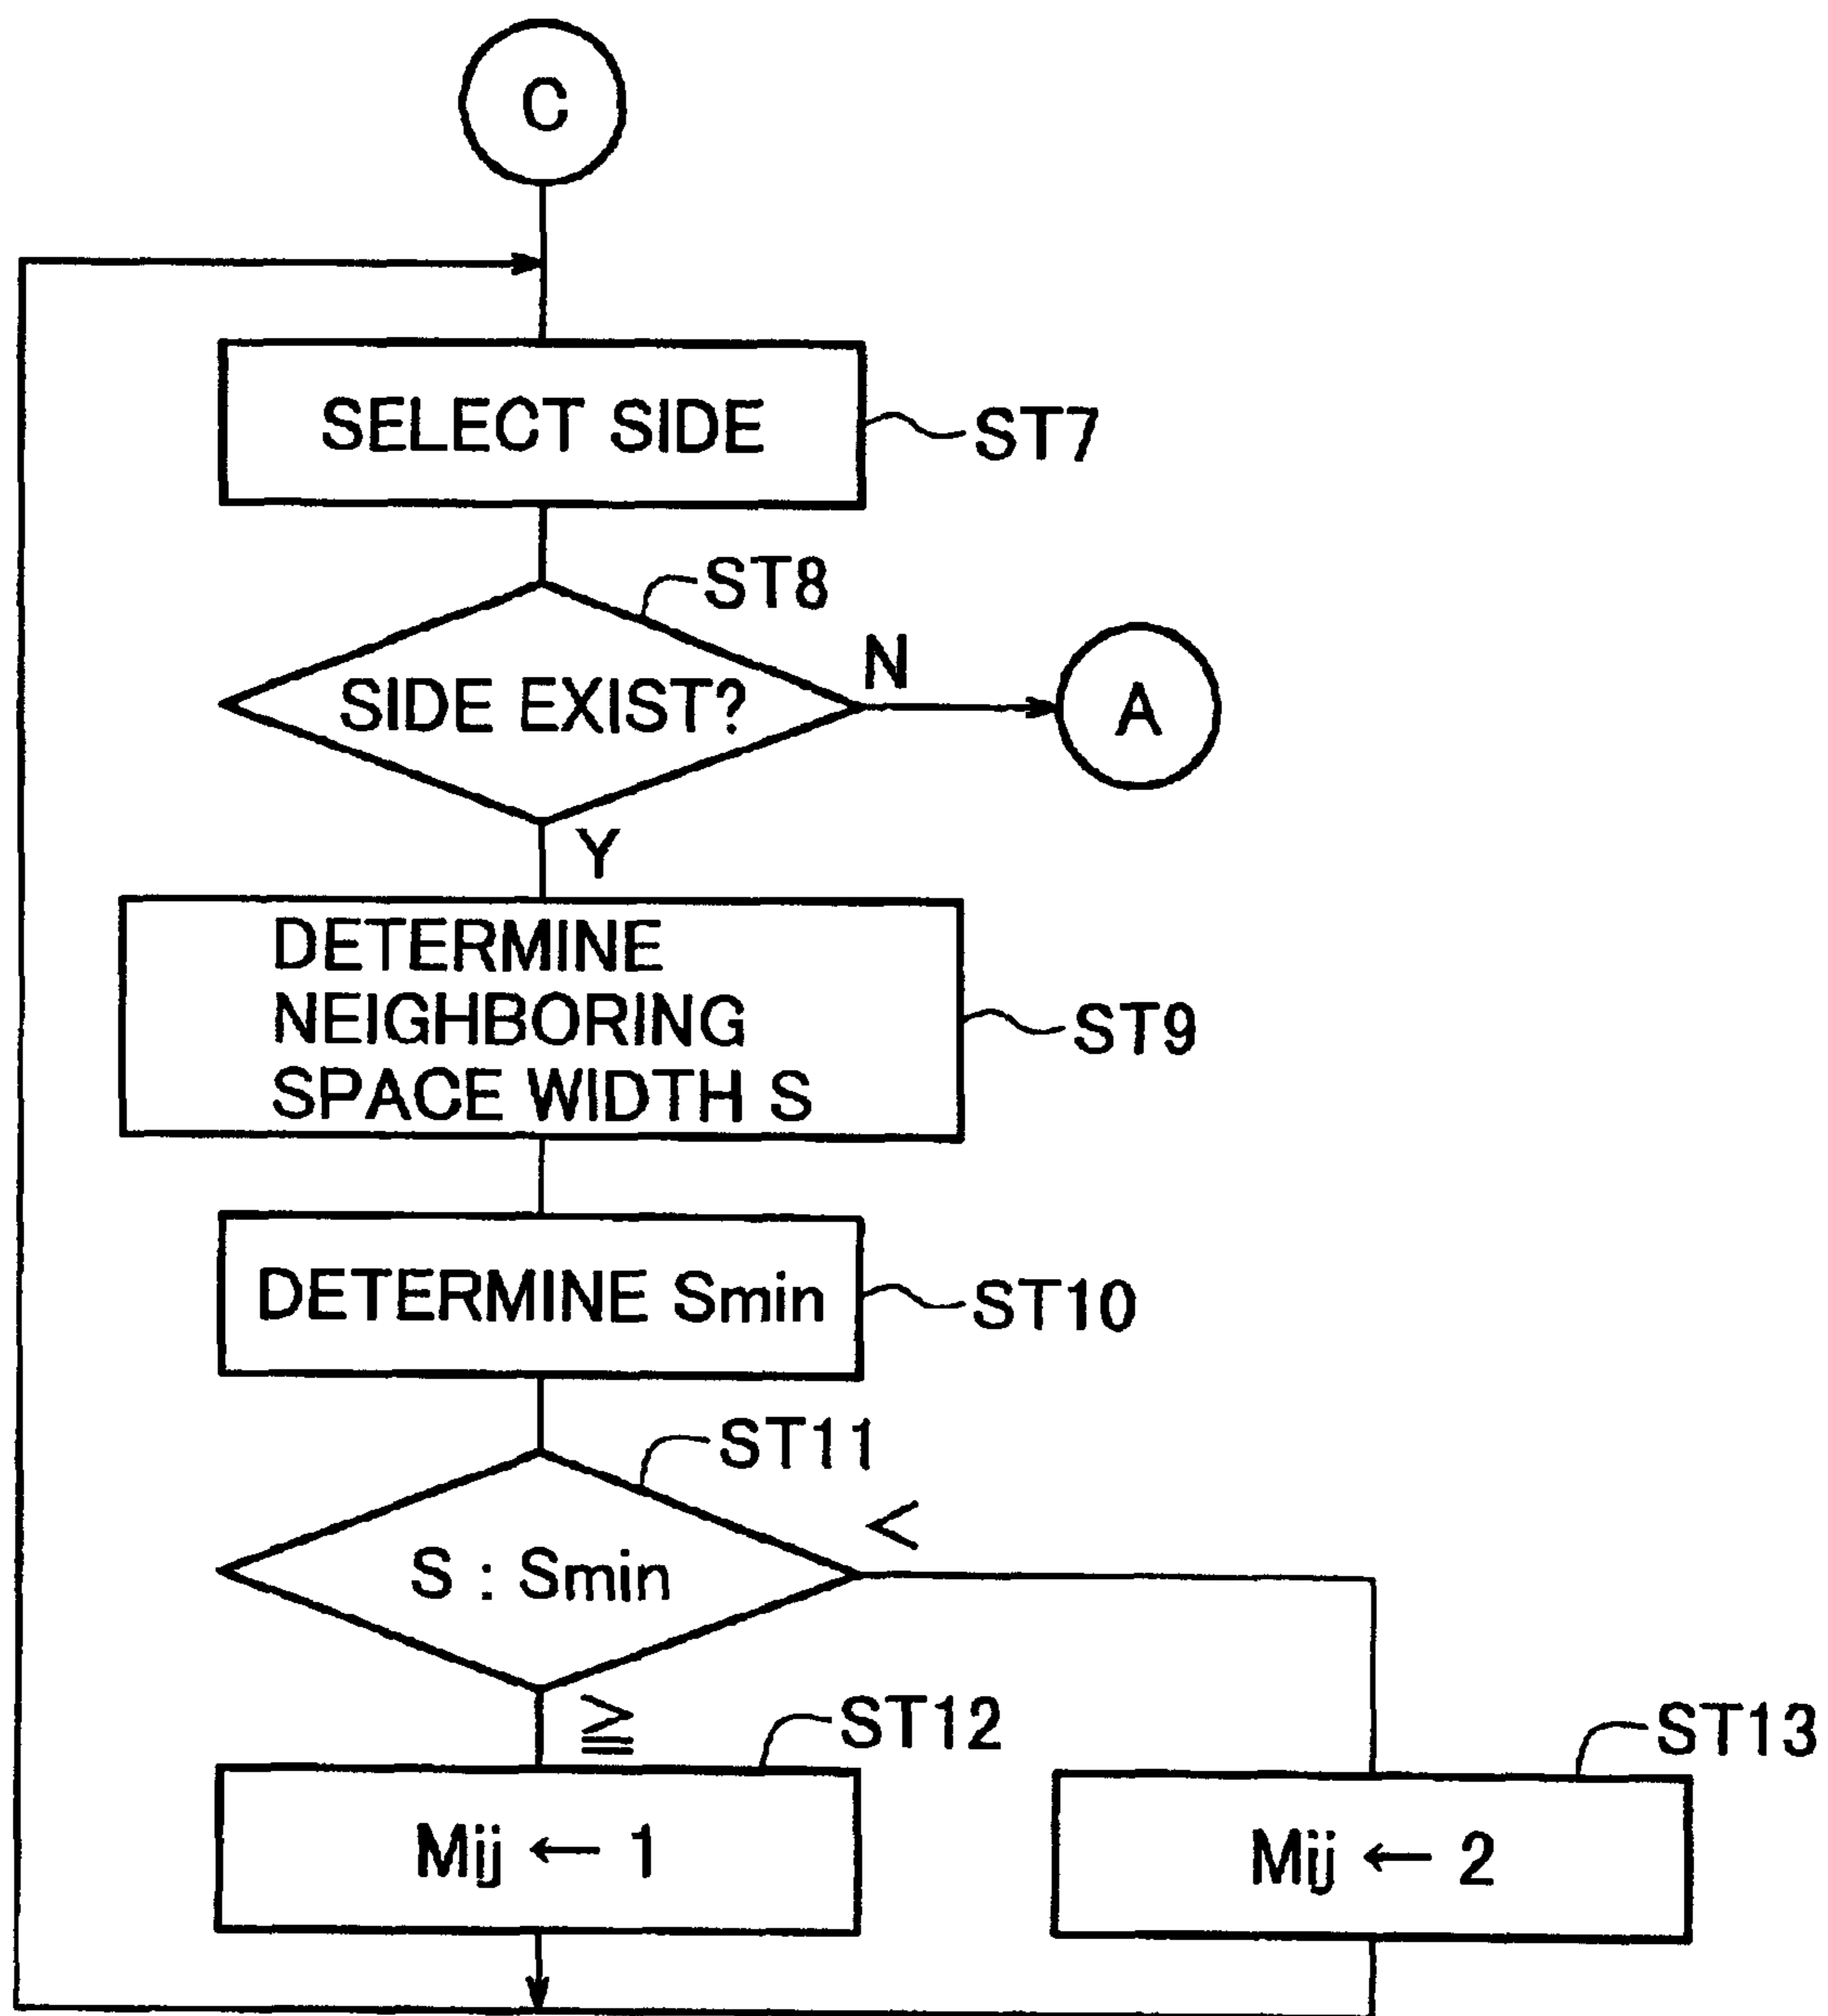 C
SELECT SIDE
ST7
ST8
SIDE EXIST?
N
A
Y
DETERMINE
NEIGHBORING
SPACE WIDTH S
ST9
DETERMINE Smin
ST10
ST11
<
S : Smin
≧
ST12
ST13
Mij ← 1
Mij ← 2